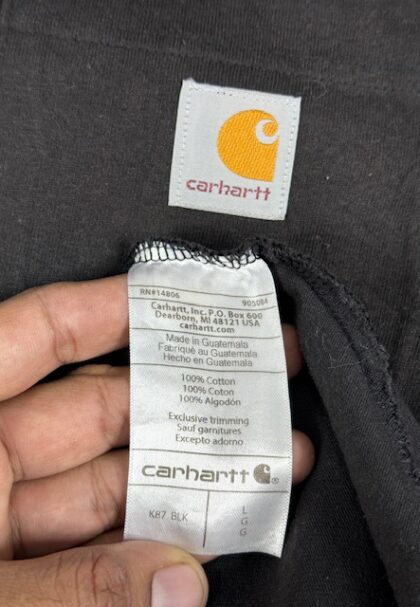 carhartt
RN#14806 905084
Carhartt, Inc. P.O. Box 600
Dearborn, MI 48121 USA
carhartt.com
Made in Guatemala
Fabriqué au Guatemala
Hecho en Guatemala
100% Cotton
100% Coton
100% Algodón
Exclusive trimming
Sauf garnitures
Excepto adorno
carhartt®
K87 BLK
L
G
G